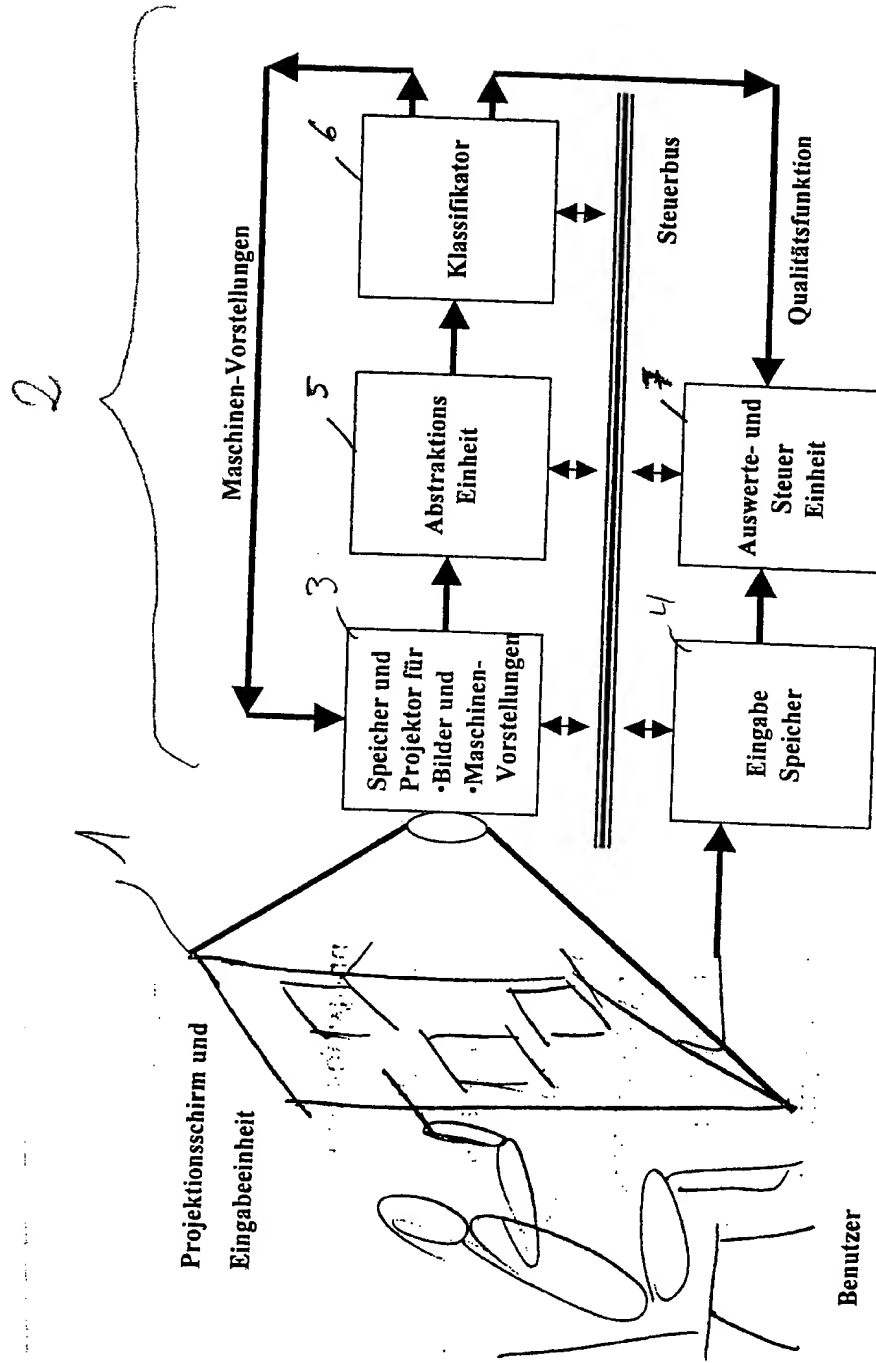 2
1
Projektionsschirm und
Eingabeeinheit
Maschinen-Vorstellungen
3
Speicher und
Projektor für
•Bilder und
•Maschinen-
Vorstellungen
5
Abstraktions
Einheit
6
Klassifikator
Steuerbus
4
Eingabe
Speicher
7
Auswerte- und
Steuer
Einheit
Qualitätsfunktion
Benutzer